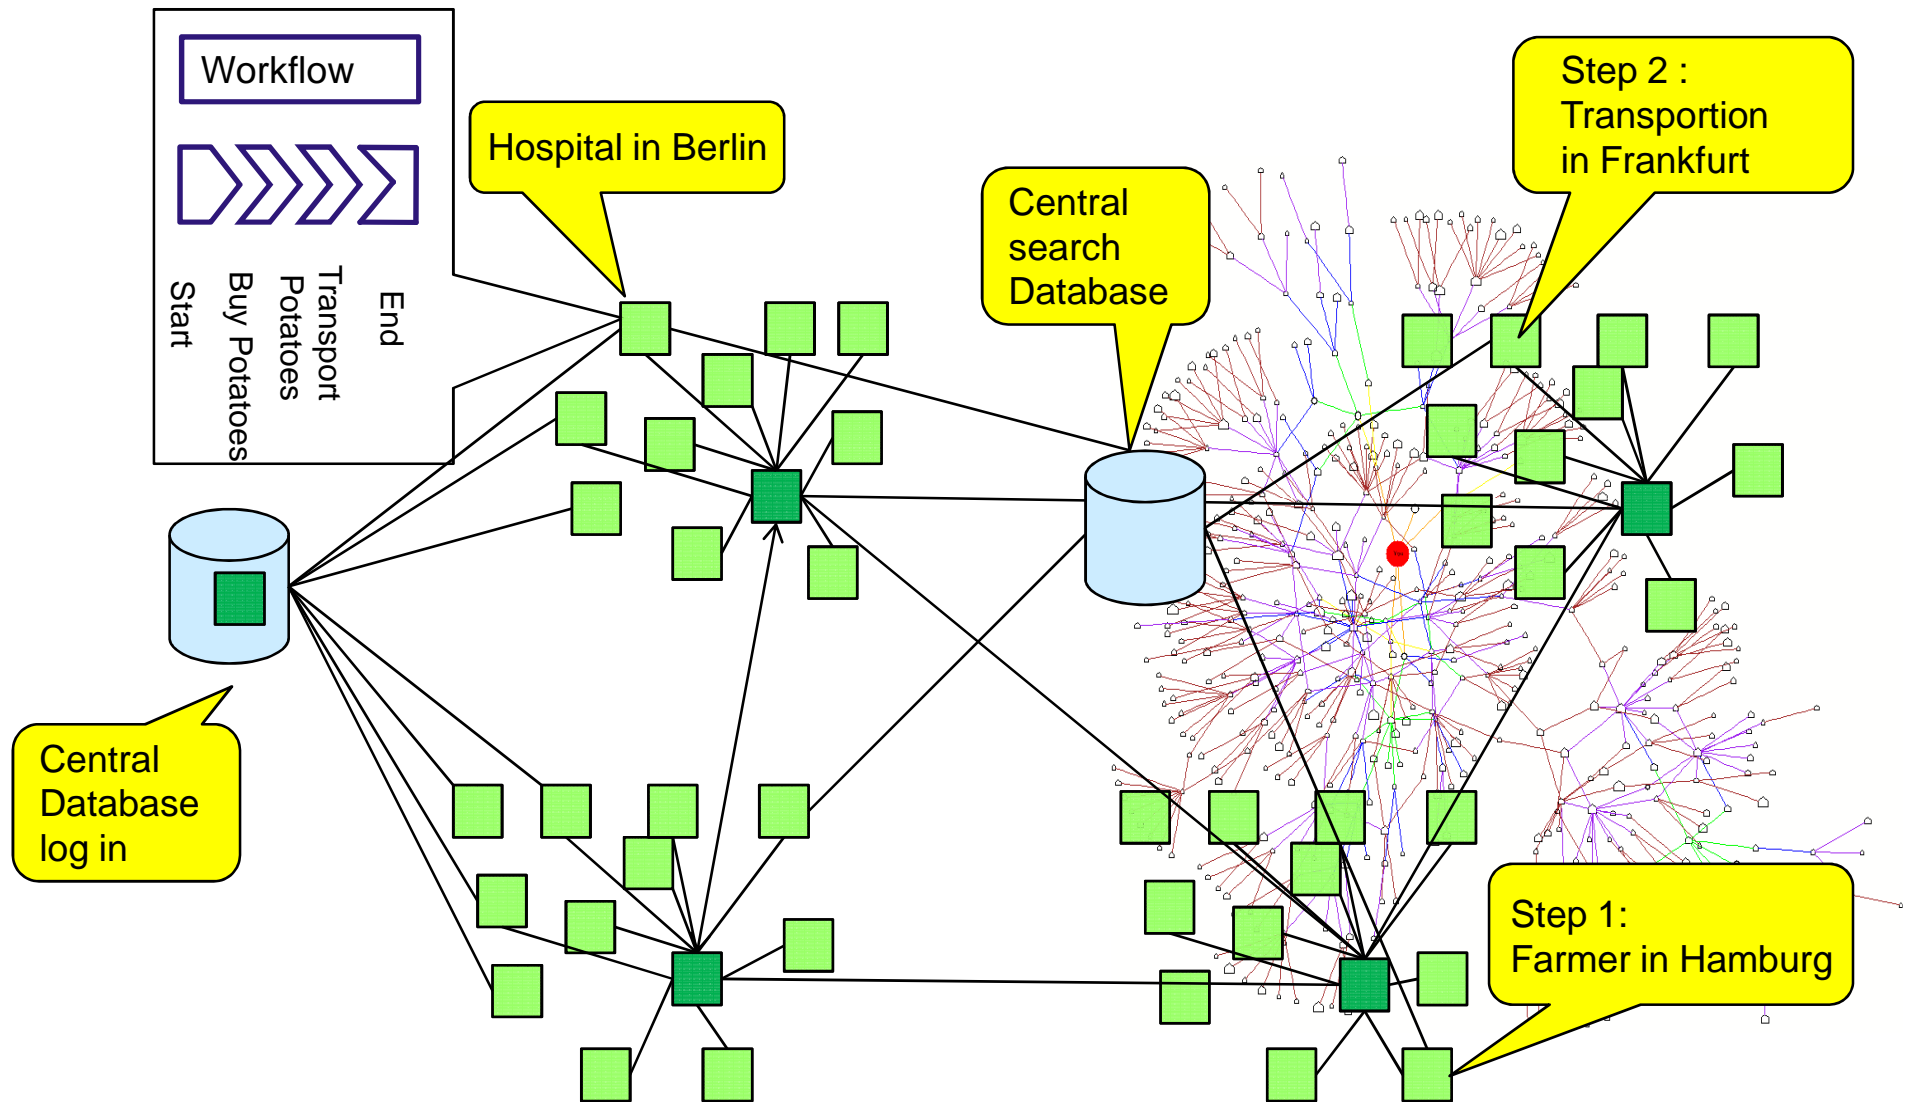 Workflow
Start
Buy Potatoes
Transport
Potatoes
End
Hospital in Berlin
Central
search
Database
Step 2 :
Transportion
in Frankfurt
Central
Database
log in
Step 1:
Farmer in Hamburg